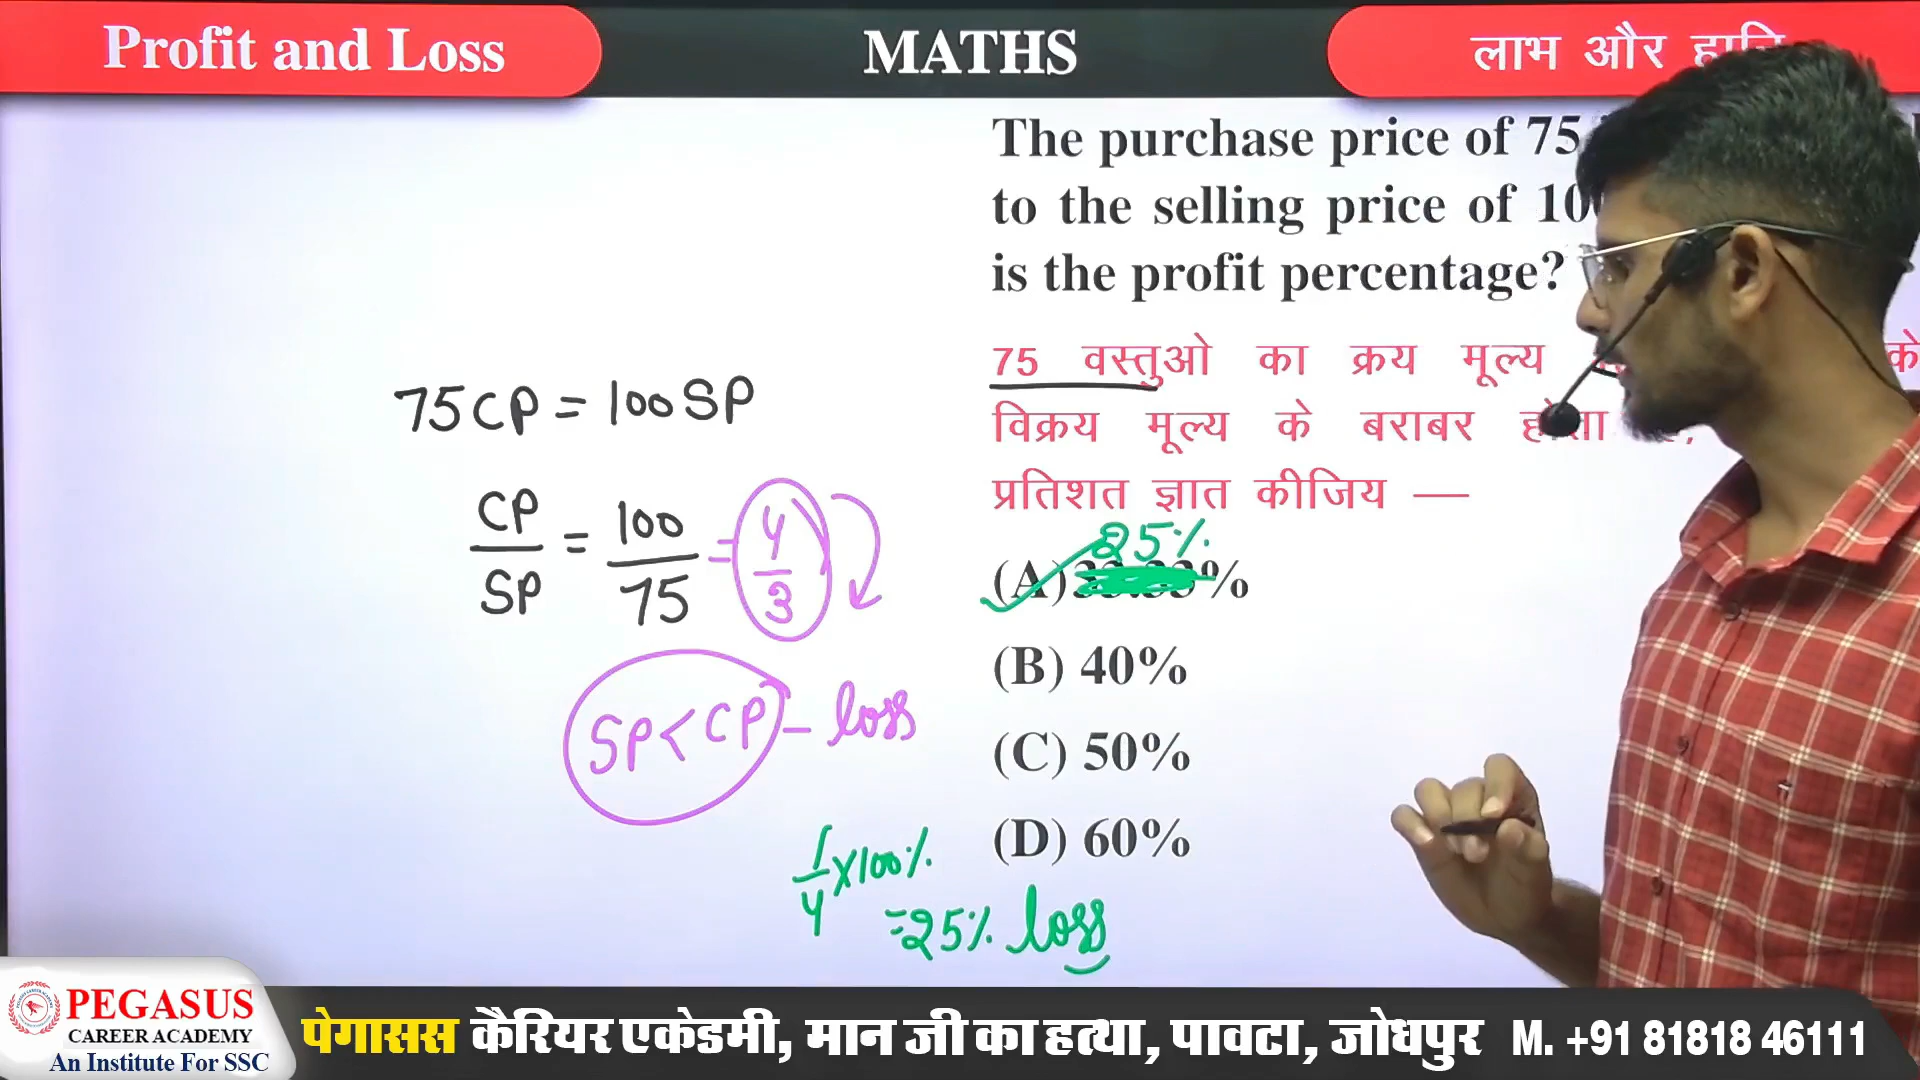 Profit and Loss
MATHS
लाभ और
The purchase price of 75
to the selling price of
is the profit percentage?
75 वस्तुओ का क्रय मूल्य के
विक्रय मूल्य के बराबर
प्रतिशत ज्ञात कीजिय —
75CP = 100SP
CP/SP = 100/75 = 4/3
SP < CP - loss
1/4 x 100%
= 25% loss
25%
(A) 33.33%
(B) 40%
(C) 50%
(D) 60%
PEGASUS
CAREER ACADEMY
An Institute For SSC
पेगासस कैरियर एकेडमी, मान जी का हत्था, पावटा, जोधपुर M. +91 81818 46111